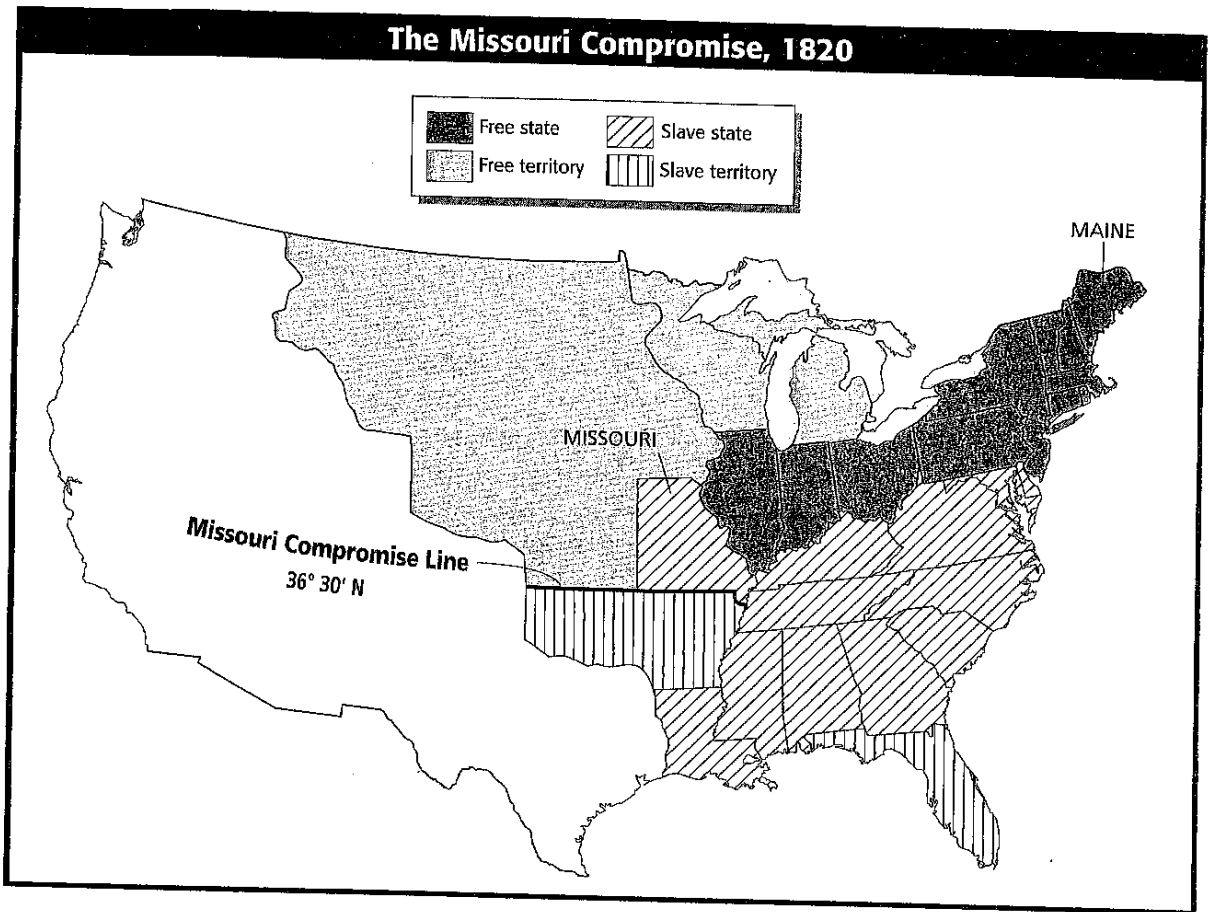 The Missouri Compromise, 1820
Free state
Slave state
Free territory
Slave territory
MAINE
MISSOURI
Missouri Compromise Line
36° 30' N